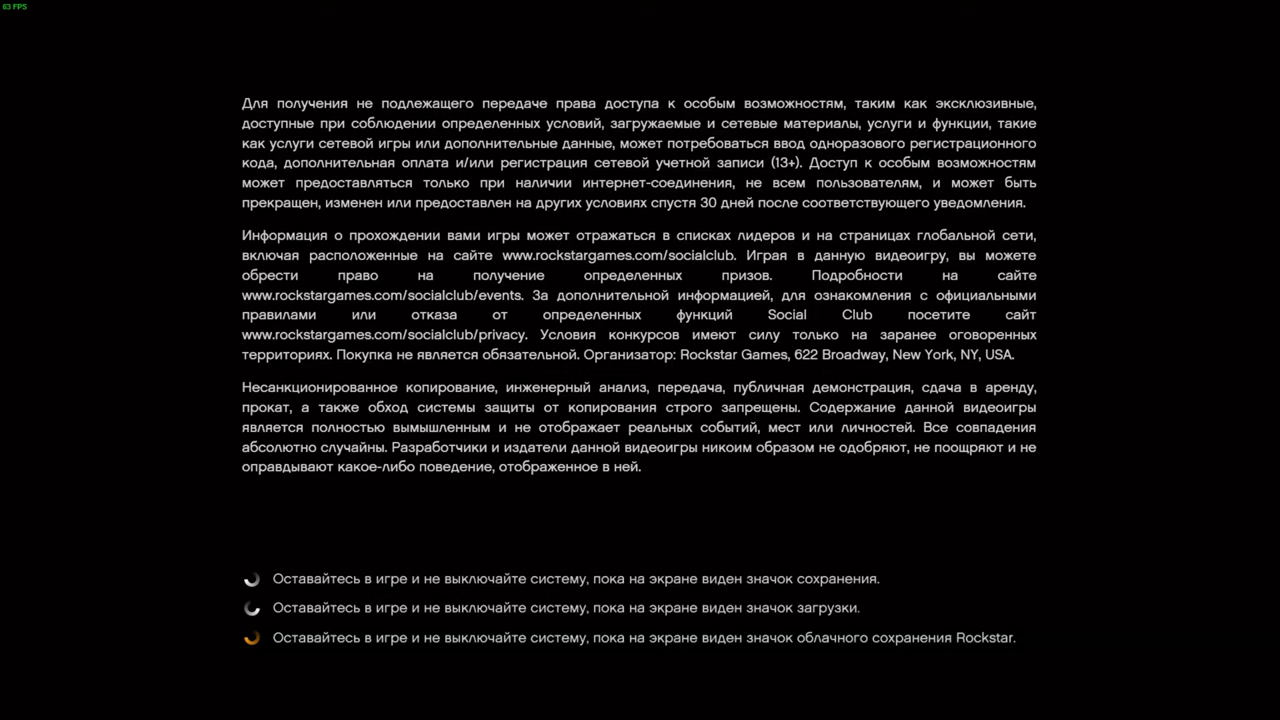 63 FPS
Для получения не подлежащего передаче права доступа к особым возможностям, таким как эксклюзивные,
доступные при соблюдении определенных условий, загружаемые и сетевые материалы, услуги и функции, такие
как услуги сетевой игры или дополнительные данные, может потребоваться ввод одноразового регистрационного
кода, дополнительная оплата и/или регистрация сетевой учетной записи (13+). Доступ к особым возможностям
может предоставляться только при наличии интернет-соединения, не всем пользователям, и может быть
прекращен, изменен или предоставлен на других условиях спустя 30 дней после соответствующего уведомления.
Информация о прохождении вами игры может отражаться в списках лидеров и на страницах глобальной сети,
включая расположенные на сайте www.rockstargames.com/socialclub. Играя в данную видеоигру, вы можете
обрести право на получение определенных призов. Подробности на сайте
www.rockstargames.com/socialclub/events. За дополнительной информацией, для ознакомления с официальными
правилами или отказа от определенных функций Social Club посетите сайт
www.rockstargames.com/socialclub/privacy. Условия конкурсов имеют силу только на заранее оговоренных
территориях. Покупка не является обязательной. Организатор: Rockstar Games, 622 Broadway, New York, NY, USA.
Несанкционированное копирование, инженерный анализ, передача, публичная демонстрация, сдача в аренду,
прокат, а также обход системы защиты от копирования строго запрещены. Содержание данной видеоигры
является полностью вымышленным и не отображает реальных событий, мест или личностей. Все совпадения
абсолютно случайны. Разработчики и издатели данной видеоигры никоим образом не одобряют, не поощряют и не
оправдывают какое-либо поведение, отображенное в ней.
Оставайтесь в игре и не выключайте систему, пока на экране виден значок сохранения.
Оставайтесь в игре и не выключайте систему, пока на экране виден значок загрузки.
Оставайтесь в игре и не выключайте систему, пока на экране виден значок облачного сохранения Rockstar.